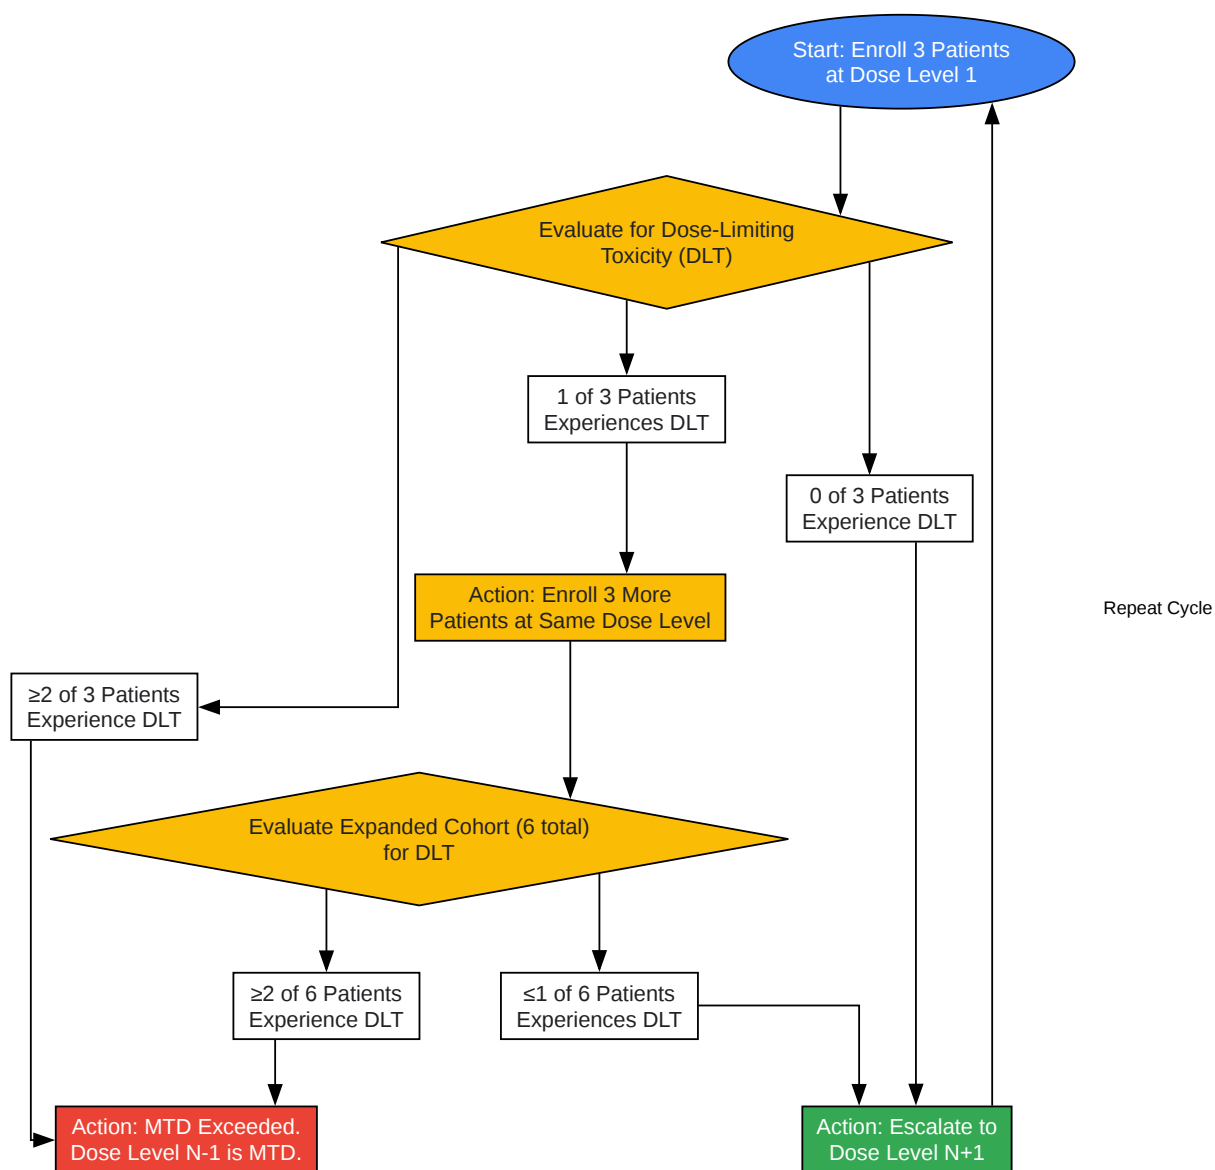 Start: Enroll 3 Patients
at Dose Level 1
Evaluate for Dose-Limiting
Toxicity (DLT)
1 of 3 Patients
Experiences DLT
0 of 3 Patients
Experience DLT
Action: Enroll 3 More
Patients at Same Dose Level
Repeat Cycle
≥2 of 3 Patients
Experience DLT
Evaluate Expanded Cohort (6 total)
for DLT
≥2 of 6 Patients
Experience DLT
≤1 of 6 Patients
Experiences DLT
Action: MTD Exceeded.
Dose Level N-1 is MTD.
Action: Escalate to
Dose Level N+1